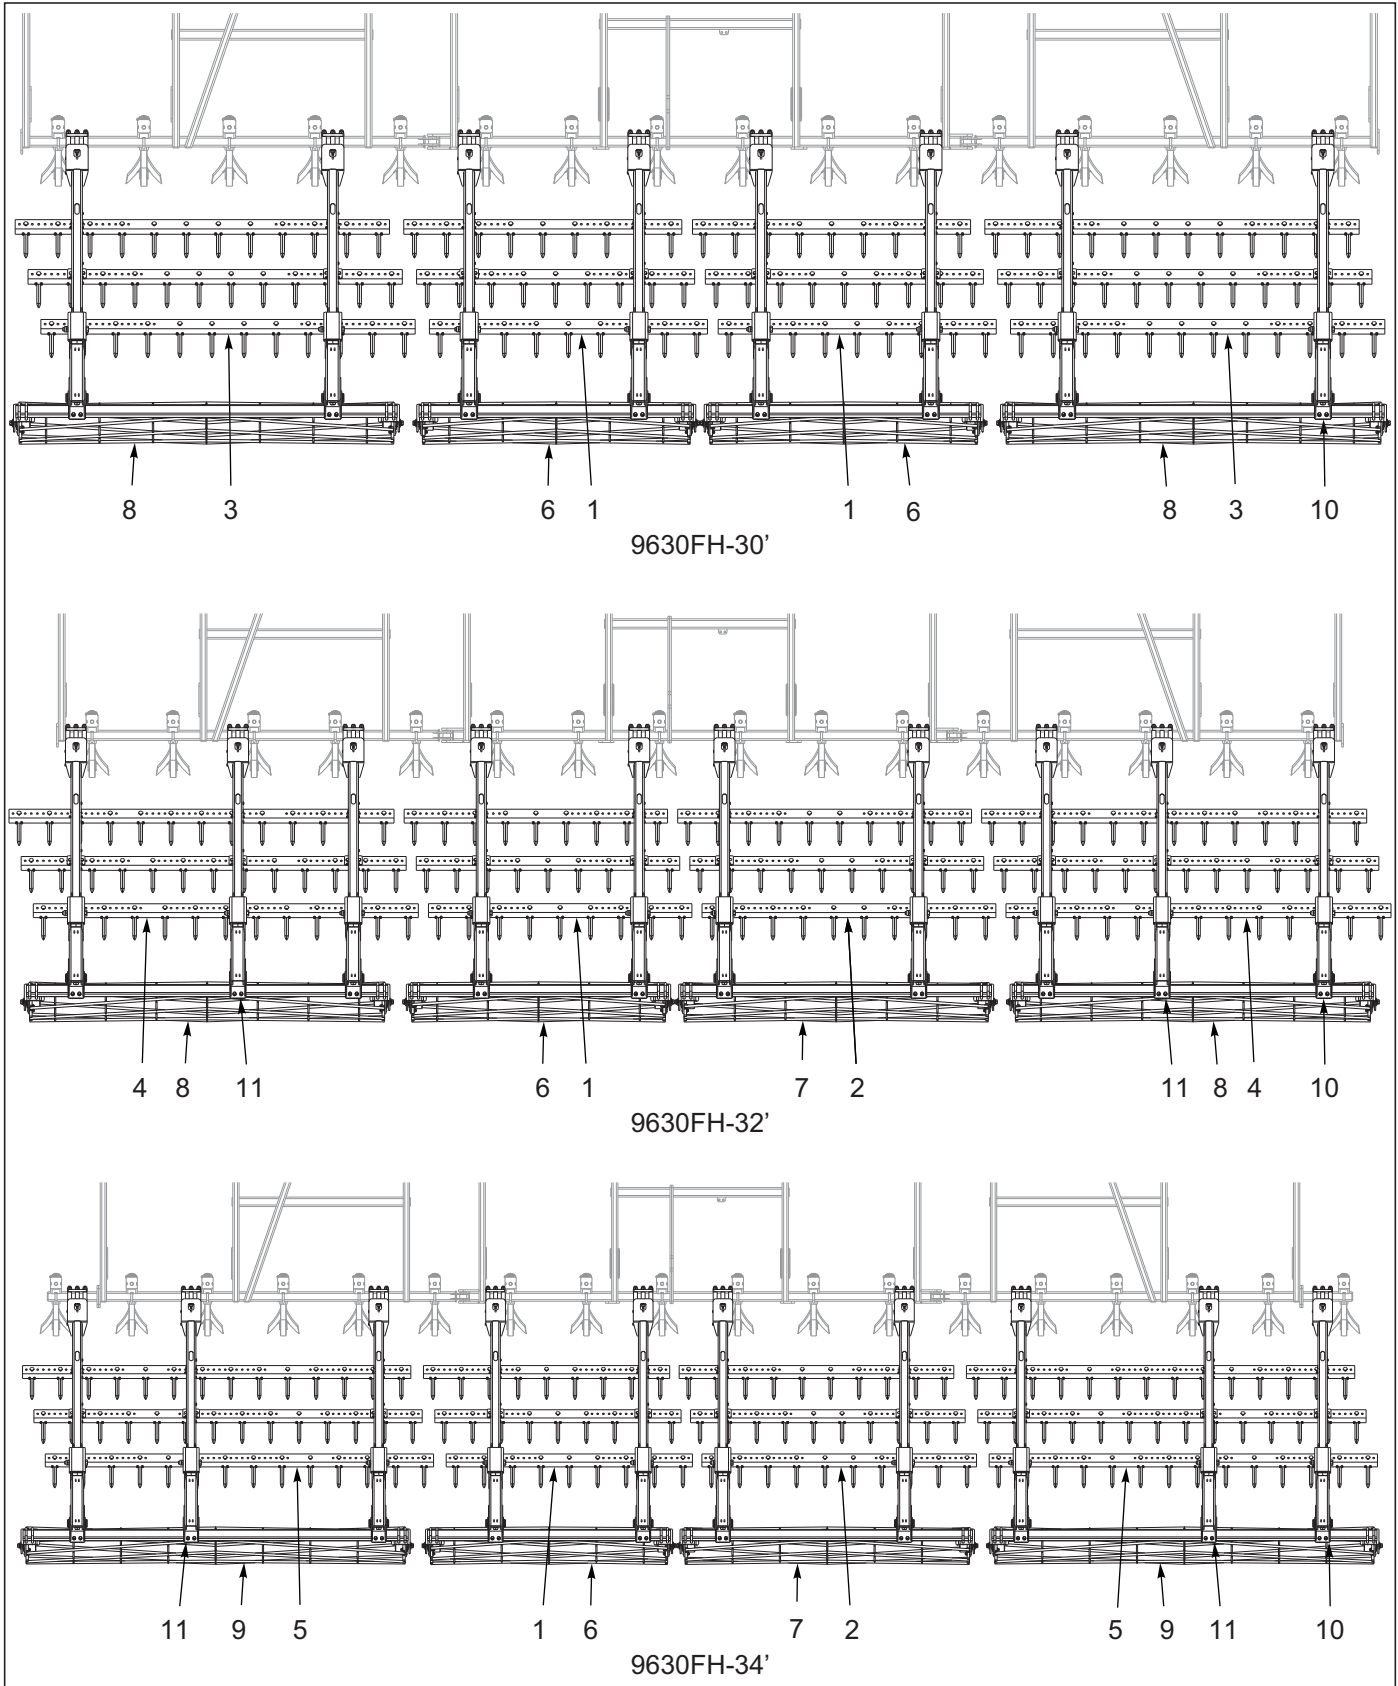 8 3 6 1 1 6 8 3 10
9630FH-30’
4 8 11 6 1 7 2 11 8 4 10
9630FH-32’
11 9 5 1 6 7 2 5 9 11 10
9630FH-34’